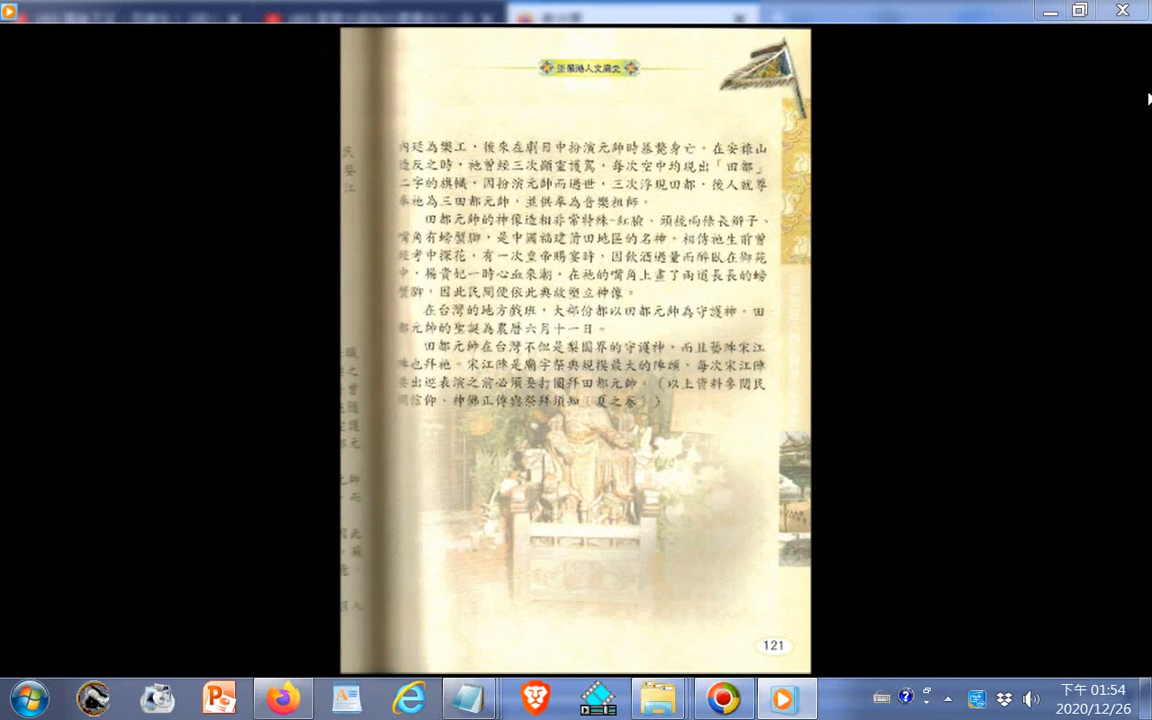 內廷為樂工，後來在劇目中扮演元帥時暴斃身亡。在安祿山
造反之時，祂曾經三次顯靈護駕，每次空中均現出「田都」
二字的旗幟，因扮演元帥而過世，三次浮現田都，後人就尊
奉祂為三田都元帥，並供奉為音樂祖師。
田都元帥的神像造相非常特殊-紅臉、頭梳兩條長辮子、
嘴角有螃蟹腳，是中國福建莆田地區的名神。相傳祂生前曾
經考中探花，有一次皇帝賜宴時，因飲酒過量而醉臥在御苑
中，楊貴妃一時心血來潮，在祂的嘴角上畫了兩道長長的螃
蟹腳，因此民間便依此典故塑立神像。
在台灣的地方戲班，大部份都以田都元帥為守護神。田
都元帥的聖誕為農曆六月十一日。
田都元帥在台灣不但是梨園界的守護神，而且藝陣宋江
陣也拜祂。宋江陣是廟宇祭典規模最大的陣頭，每次宋江陣
要出巡表演之前必須要打圈拜田都元帥。（以上資料參閱民
間信仰、神佛正傳與祭拜須知〔夏之卷〕）
121
下午 01:54
2020/12/26